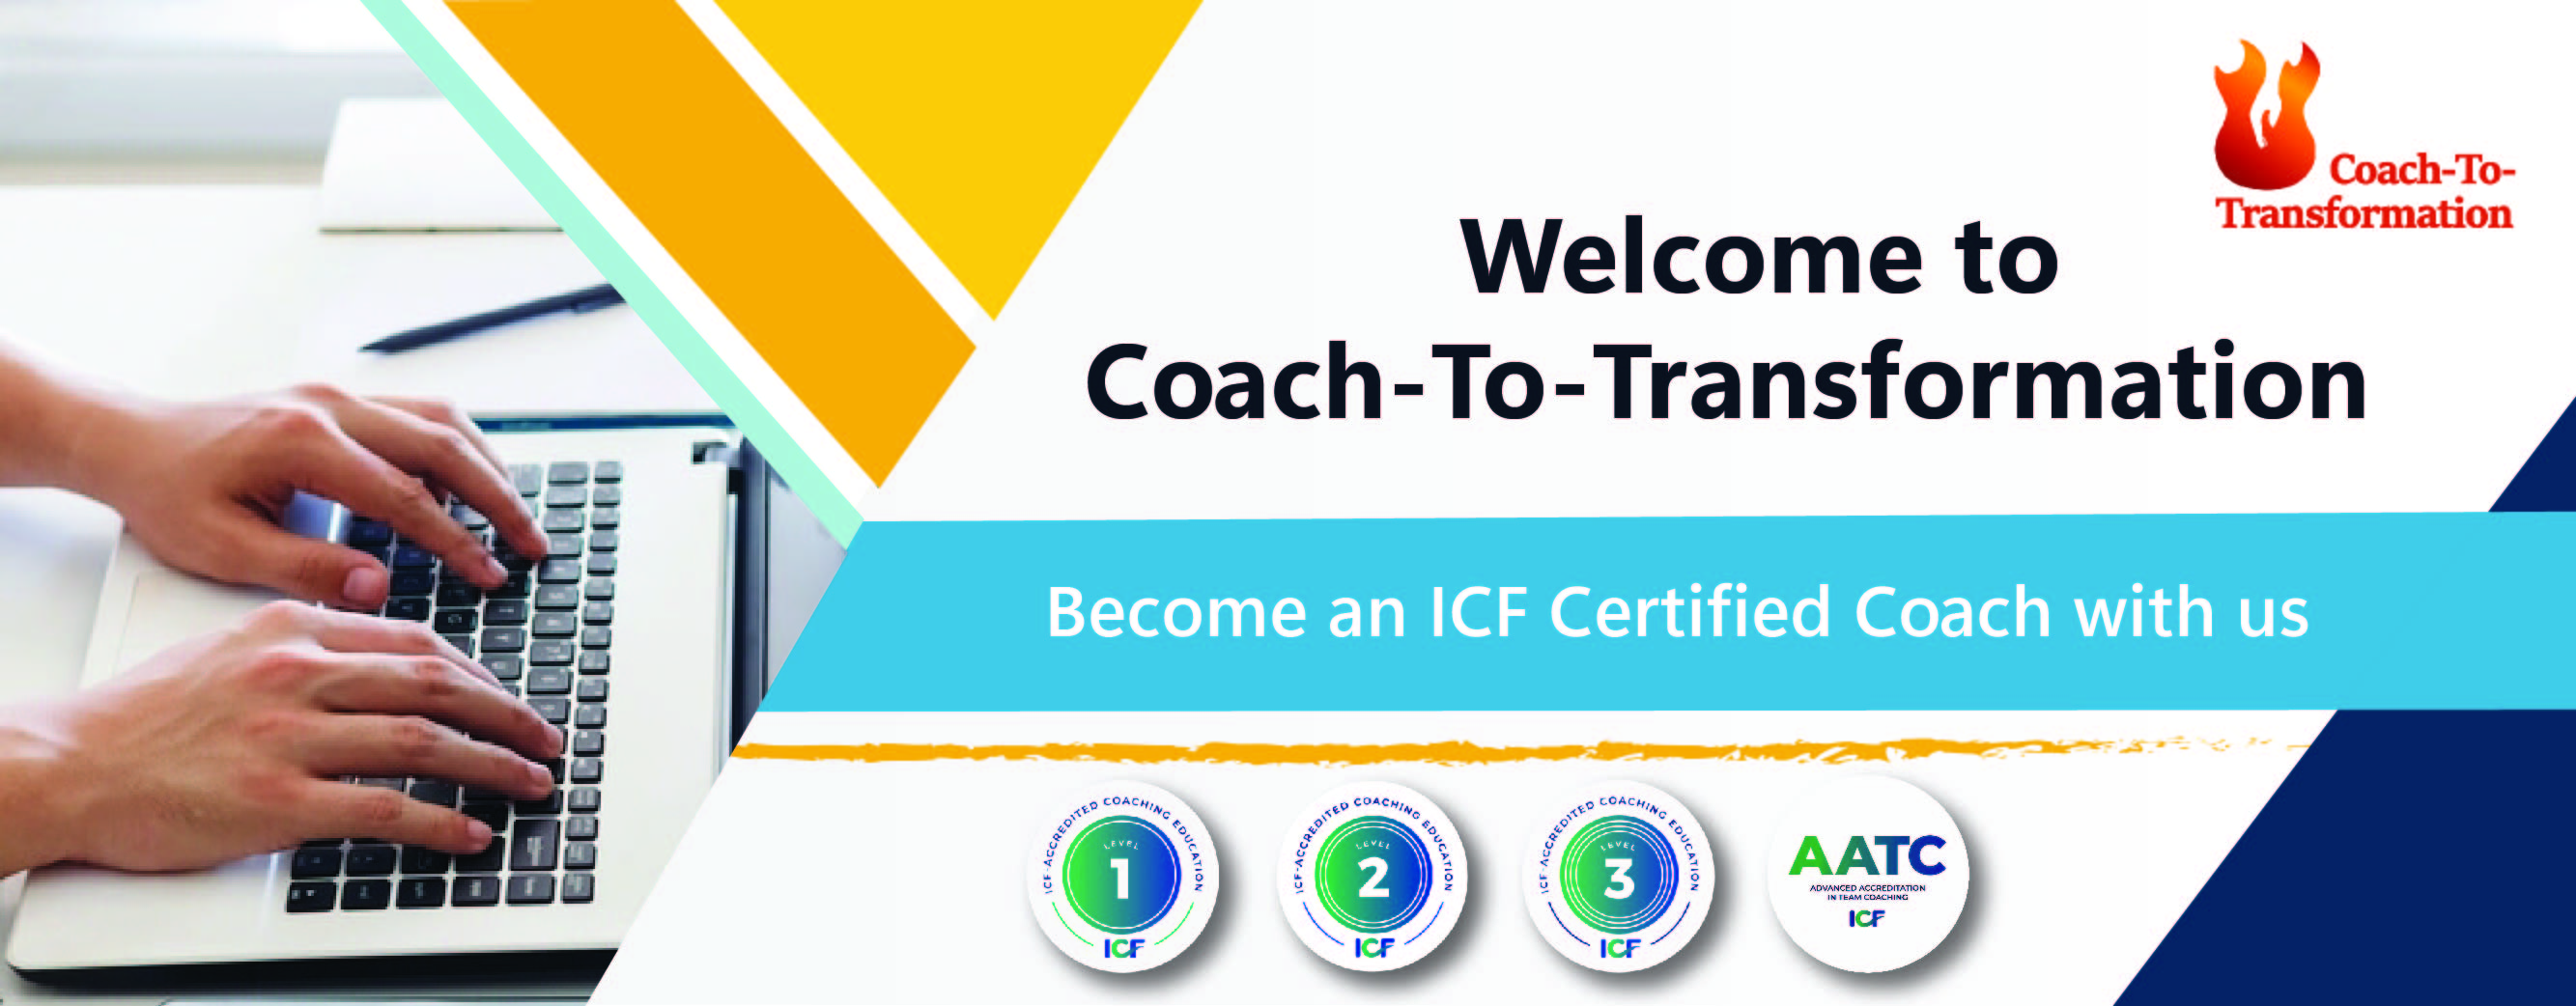 Coach-To-
Transformation
Welcome to
Coach-To-Transformation
Become an ICF Certified Coach with us
ICF-ACCREDITED COACHING EDUCATION
LEVEL
1
ICF
ICF-ACCREDITED COACHING EDUCATION
LEVEL
2
ICF
ICF-ACCREDITED COACHING EDUCATION
LEVEL
3
ICF
AATC
ADVANCED ACCREDITATION
IN TEAM COACHING
ICF